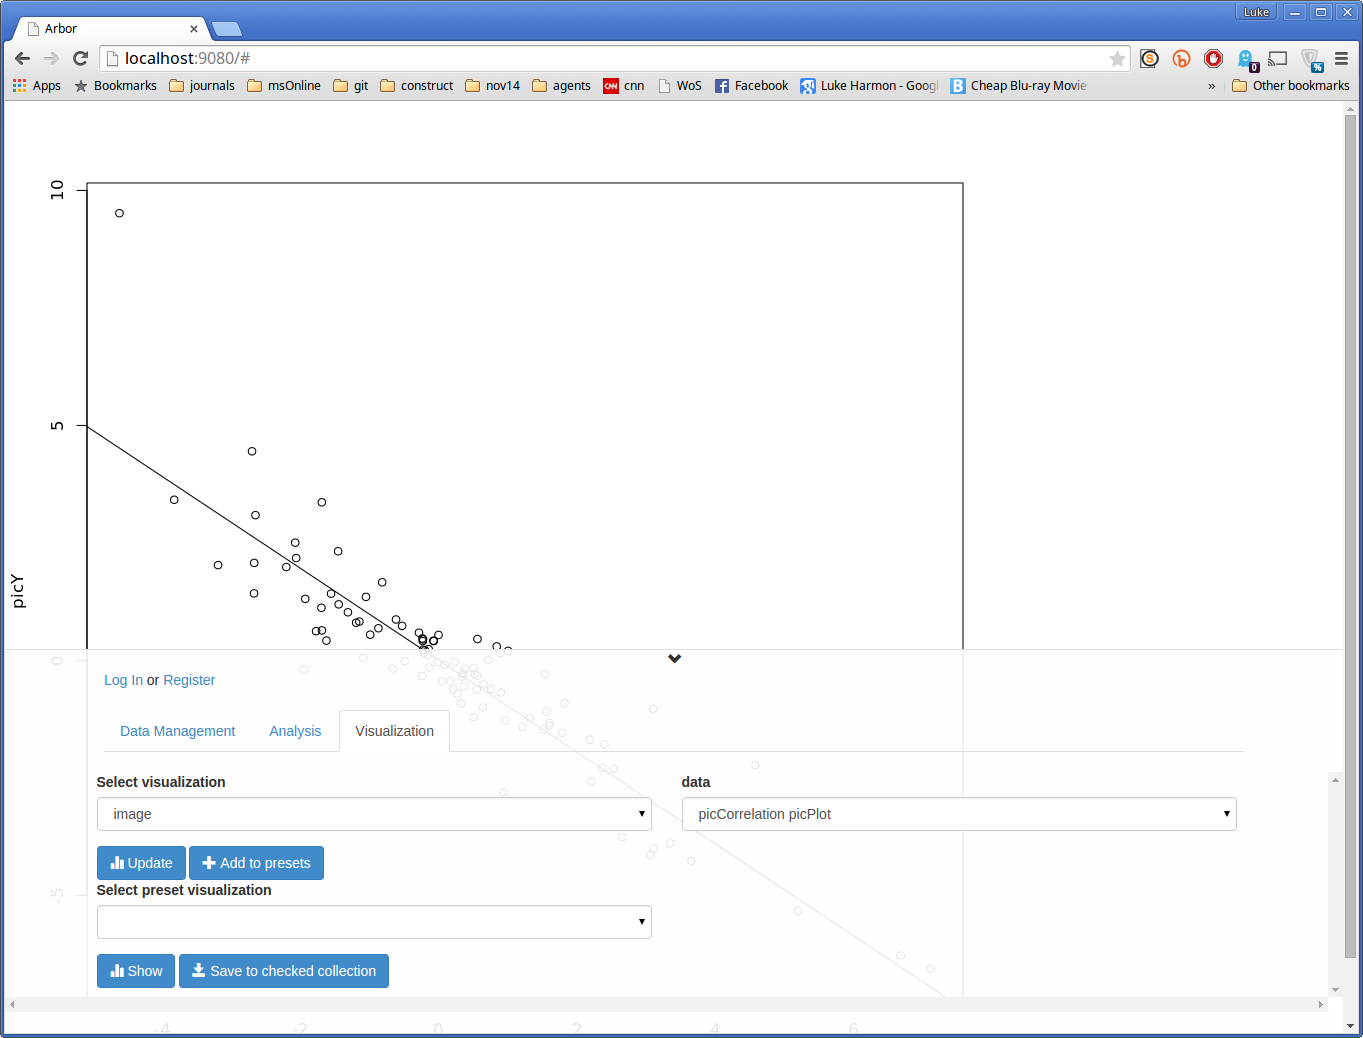 Luke
Arbor
localhost:9080/#
Apps Bookmarks journals msOnline git construct nov14 agents CNN cnn WoS Facebook Luke Harmon - Googl Cheap Blu-ray Movie » Other bookmarks
10
5
picY
0
Log In or Register
Data Management Analysis Visualization
Select visualization data
image picCorrelation picPlot
Update Add to presets
Select preset visualization
-5
Show Save to checked collection
-4 -2 0 2 4 6